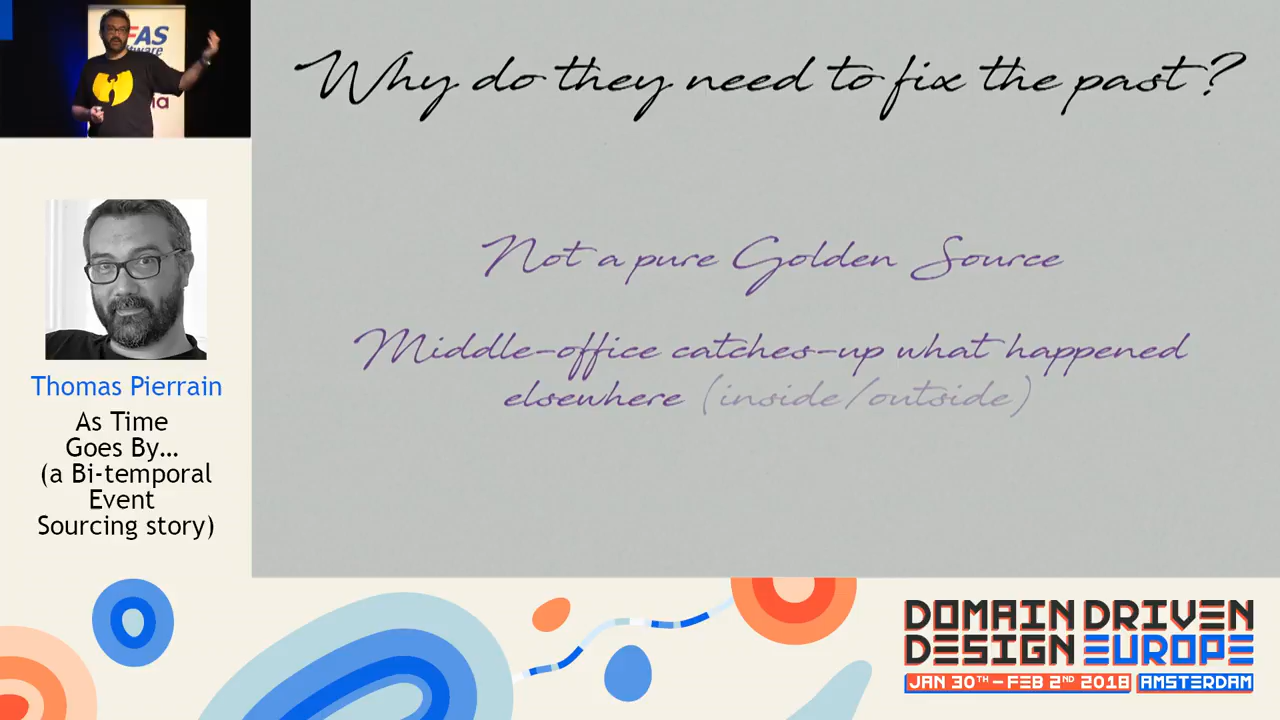 Why do they need to fix the past?
Not a pure Golden Source
Middle-office catches-up what happened
elsewhere (inside/outside)
Thomas Pierrain
As Time
Goes By...
(a Bi-temporal
Event
Sourcing story)
DOMAIN DRIVEN
DESIGN EUROPE
JAN 30TH - FEB 2ND 2018 AMSTERDAM